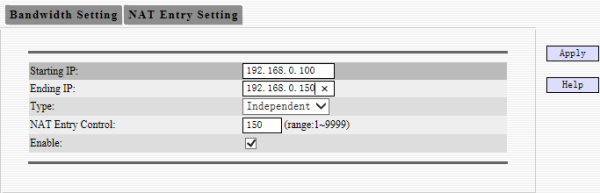 Bandwidth Setting NAT Entry Setting
Apply
Starting IP: 192.168.0.100
Ending IP: 192.168.0.150 ×
Help
Type: Independent
NAT Entry Control: 150 (range:1~9999)
Enable: